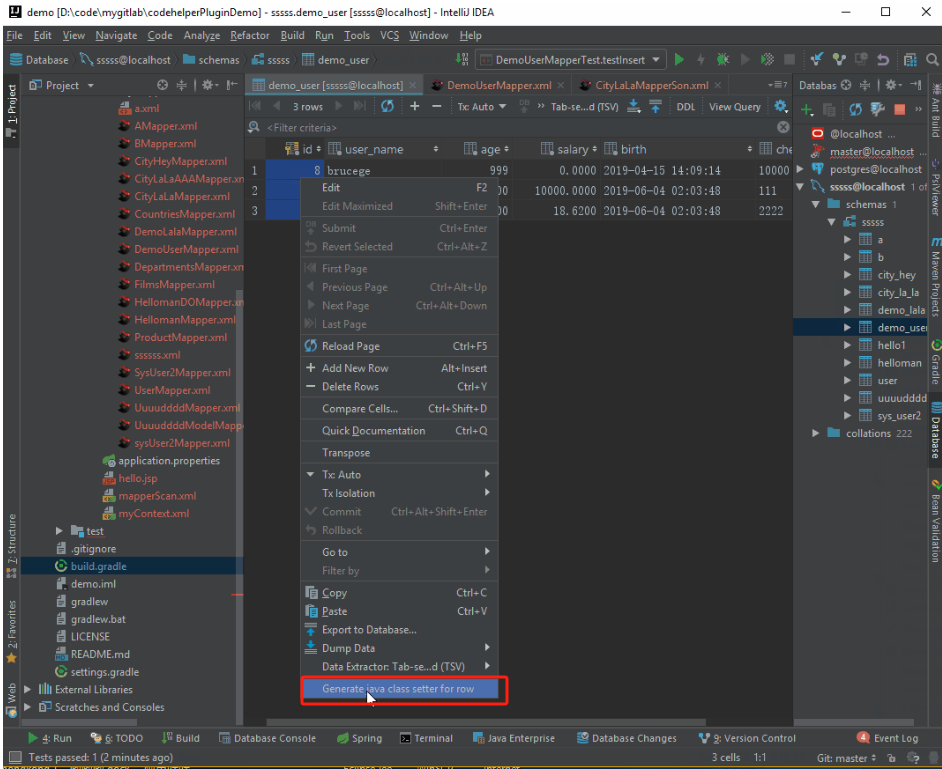 demo [D:\code\mygitlab\codehelperPluginDemo] - sssss.demo_user [sssss@localhost] - IntelliJ IDEA
File Edit View Navigate Code Analyze Refactor Build Run Tools VCS Window Help
Database sssss@localhost schemas sssss demo_user DemoUserMapperTest.testInsert
1: Project
Project
a.xml
AMapper.xml
BMapper.xml
CityHeyMapper.xml
CityLaLaAAAMapper.xml
CityLaLaMapper.xml
CountriesMapper.xml
DemoLalaMapper.xml
DemoUserMapper.xml
DepartmentsMapper.xn
FilmsMapper.xml
HellomanDOMapper.xn
HellomanMapper.xml
ProductMapper.xml
ssssss.xml
SysUser2Mapper.xml
UserMapper.xml
UuuuddddMapper.xml
UuuuddddModelMapp
sysUser2Mapper.xml
application.properties
hello.jsp
mapperScan.xml
myContext.xml
test
.gitignore
build.gradle
demo.iml
gradlew
gradlew.bat
LICENSE
README.md
settings.gradle
External Libraries
Scratches and Consoles
Z: Structure
2: Favorites
Web
demo_user [sssss@localhost] DemoUserMapper.xml CityLaLaMapperSon.xml
3 rows Tx: Auto DB Tab-se...d (TSV) DDL View Query
<Filter criteria>
id user_name age salary birth che
1 8 brucege 999 0.0000 2019-04-15 14:09:14 10000
2 00 10000.0000 2019-06-04 02:03:48 111
3 00 18.6200 2019-06-04 02:03:48 2222
Edit F2
Edit Maximized Shift+Enter
Submit Ctrl+Enter
Revert Selected Ctrl+Alt+Z
First Page
Previous Page Ctrl+Alt+Up
Next Page Ctrl+Alt+Down
Last Page
Reload Page Ctrl+F5
Add New Row Alt+Insert
Delete Rows Ctrl+Y
Compare Cells... Ctrl+Shift+D
Quick Documentation Ctrl+Q
Transpose
Tx: Auto
Tx Isolation
Commit Ctrl+Alt+Shift+Enter
Rollback
Go to
Filter by
Copy Ctrl+C
Paste Ctrl+V
Export to Database...
Dump Data
Data Extractor: Tab-se...d (TSV)
Generate java class setter for row
Databas
@localhost ...
master@localhost ...
postgres@localhost
sssss@localhost 1 of
schemas 1
sssss
a
b
city_hey
city_la_la
demo_lala
demo_user
hello1
helloman
user
uuuudddd
sys_user2
collations 222
Ant Build
PsiViewer
Maven Projects
Gradle
Database
Bean Validation
4: Run 6: TODO Build Database Console Spring Terminal Java Enterprise Database Changes 9: Version Control 4 Event Log
Tests passed: 1 (2 minutes ago) 3 cells 1:1 Git: master